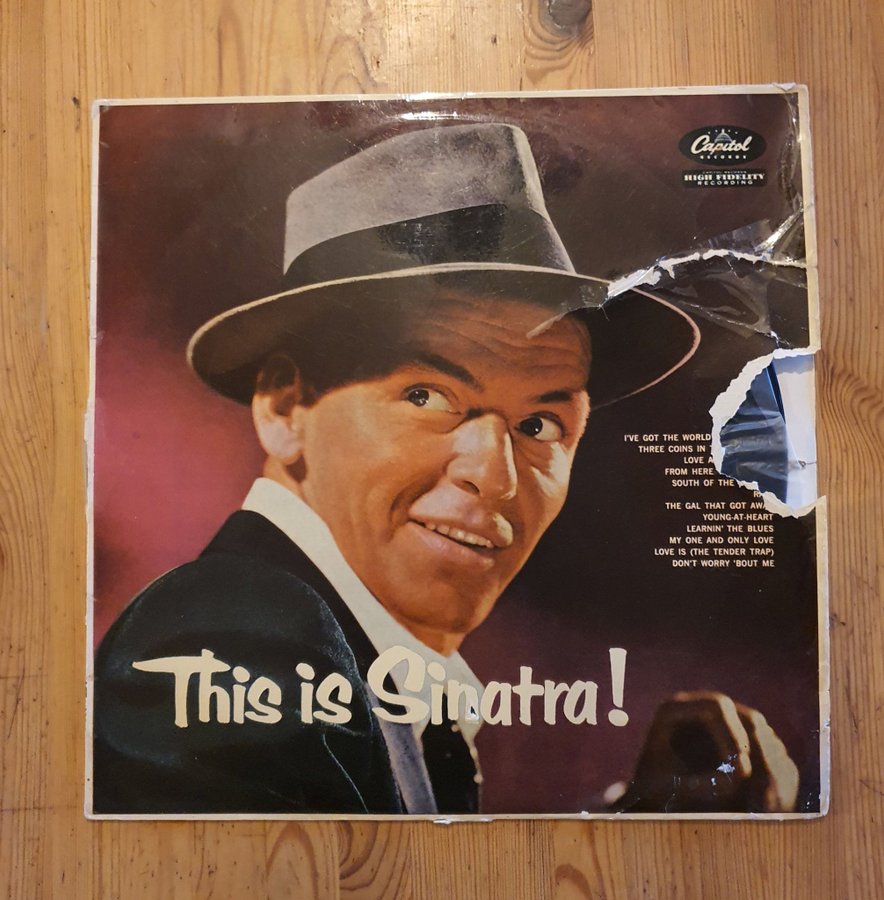 Capitol
RECORDS
HIGH FIDELITY
RECORDING
I'VE GOT THE WORLD
THREE COINS IN
LOVE
FROM HERE
SOUTH OF THE
THE GAL THAT GOT
YOUNG-AT-HEART
LEARNIN' THE BLUES
MY ONE AND ONLY LOVE
LOVE IS (THE TENDER TRAP)
DON'T WORRY 'BOUT ME
This is Sinatra!